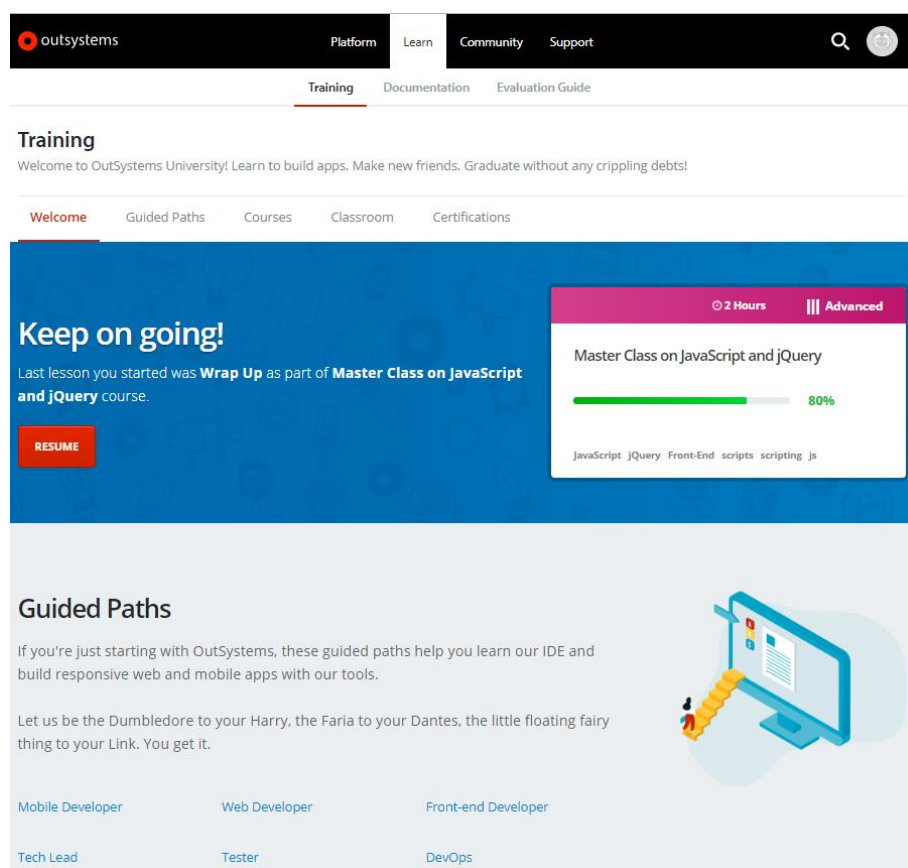 outsystems
Platform Learn Community Support
Training Documentation Evaluation Guide
Training
Welcome to OutSystems University! Learn to build apps. Make new friends. Graduate without any crippling debts!
Welcome Guided Paths Courses Classroom Certifications
Keep on going!
Last lesson you started was Wrap Up as part of Master Class on JavaScript
and jQuery course.
RESUME
2 Hours Advanced
Master Class on JavaScript and jQuery
80%
JavaScript jQuery Front-End scripts scripting js
Guided Paths
If you're just starting with OutSystems, these guided paths help you learn our IDE and
build responsive web and mobile apps with our tools.
Let us be the Dumbledore to your Harry, the Faria to your Dantes, the little floating fairy
thing to your Link. You get it.
Mobile Developer Web Developer Front-end Developer
Tech Lead Tester DevOps